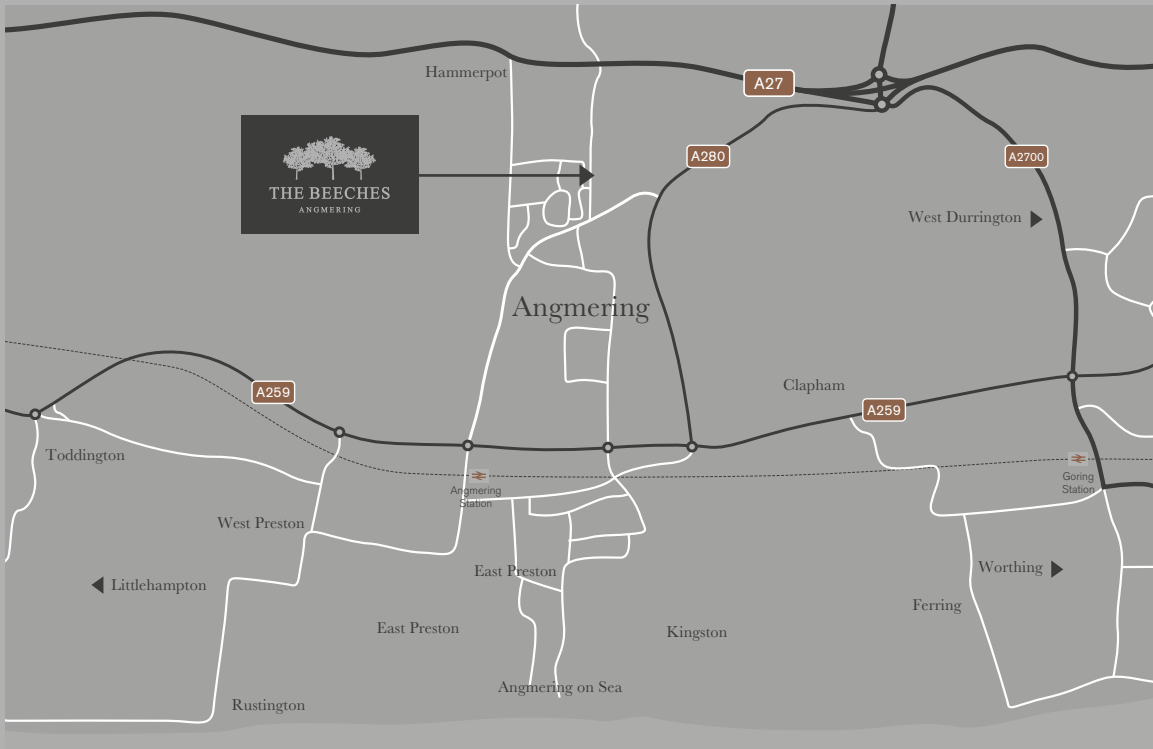 Hammerpot
A27
A280
A2700
THE BEECHES
ANGMERING
West Durrington
Angmering
Clapham
A259
A259
Toddington
Angmering
Station
Goring
Station
West Preston
East Preston
Worthing
Littlehampton
Ferring
East Preston
Kingston
Angmering on Sea
Rustington